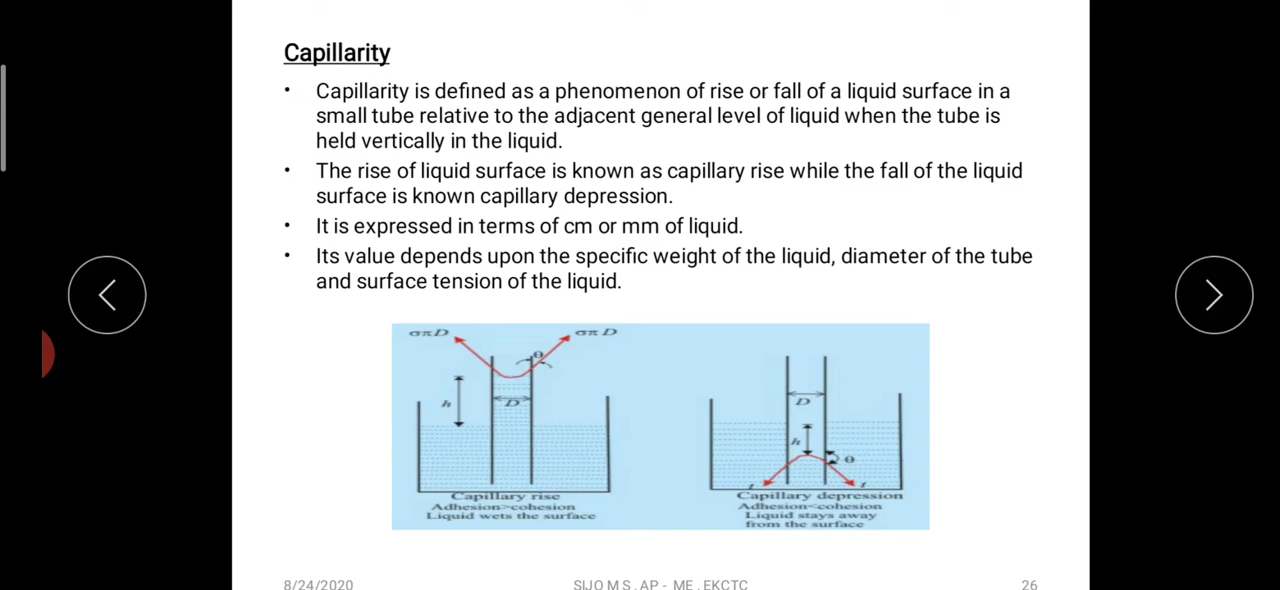 Capillarity
• Capillarity is defined as a phenomenon of rise or fall of a liquid surface in a
small tube relative to the adjacent general level of liquid when the tube is
held vertically in the liquid.
• The rise of liquid surface is known as capillary rise while the fall of the liquid
surface is known capillary depression.
• It is expressed in terms of cm or mm of liquid.
• Its value depends upon the specific weight of the liquid, diameter of the tube
and surface tension of the liquid.
σπD
σπ D
θ
h
D
Capillary rise
Adhesion>cohesion
Liquid wets the surface
D
h
θ
Capillary depression
Adhesion<cohesion
Liquid stays away
from the surface
8/24/2020
SIJO M S , AP - ME , EKCTC
26